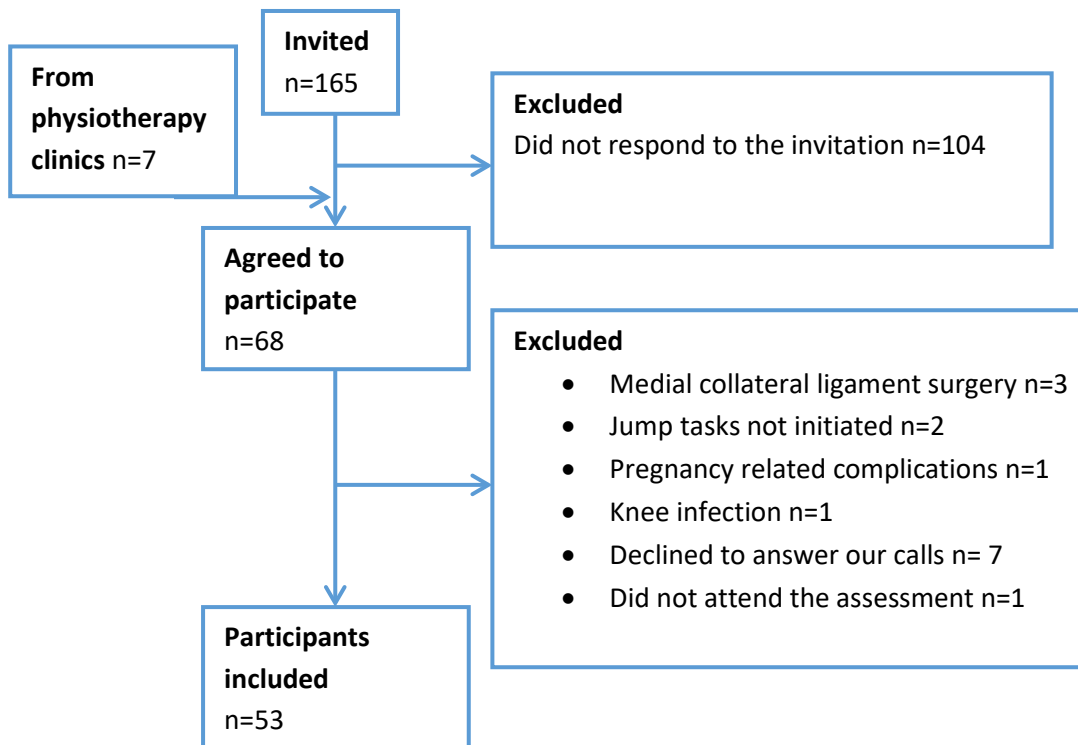 Invited
n=165
From
physiotherapy
clinics n=7
Excluded
Did not respond to the invitation n=104
Agreed to
participate
n=68
Excluded
• Medial collateral ligament surgery n=3
• Jump tasks not initiated n=2
• Pregnancy related complications n=1
• Knee infection n=1
• Declined to answer our calls n= 7
• Did not attend the assessment n=1
Participants
included
n=53